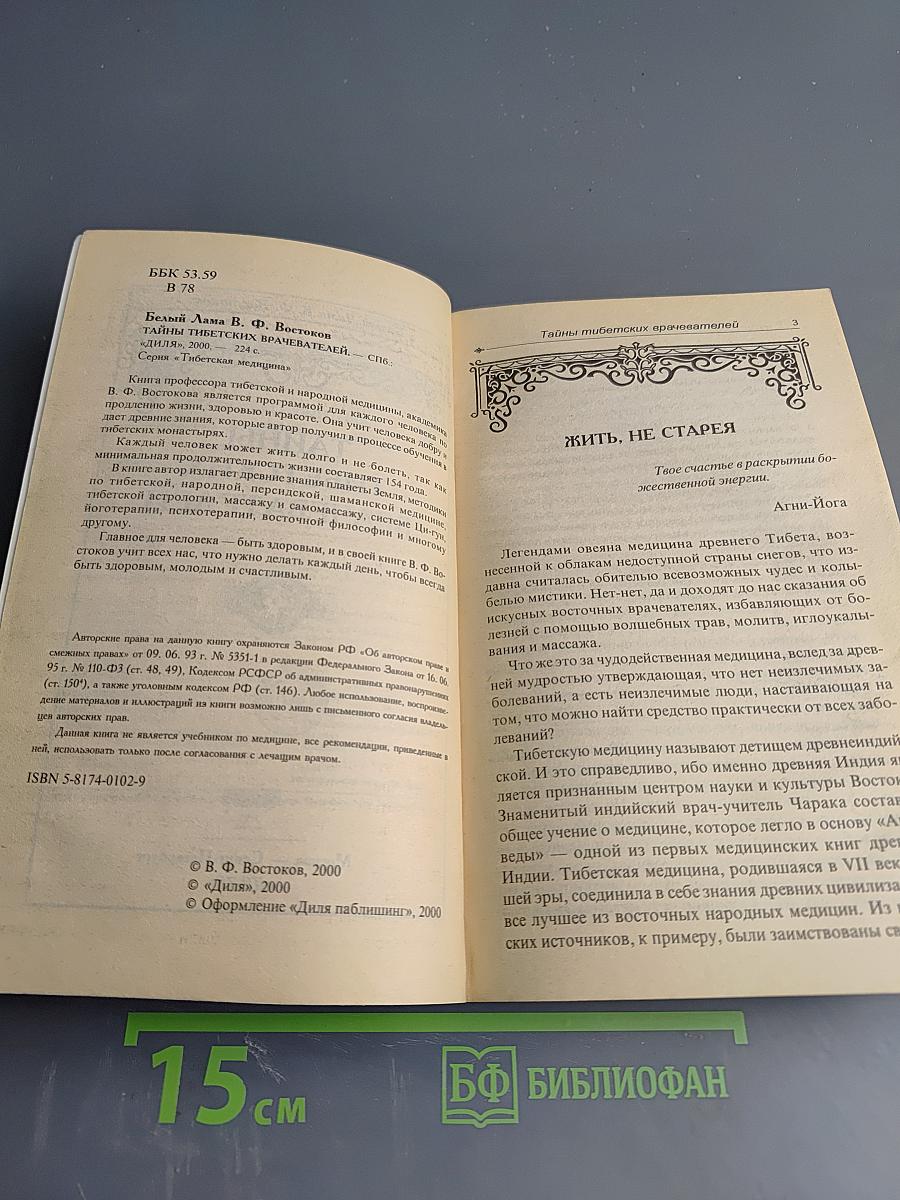 ББК 53.59
В 78
Белый Лама В. Ф. Востоков
ТАЙНЫ ТИБЕТСКИХ ВРАЧЕВАТЕЛЕЙ. — СПб.:
«ДИЛЯ», 2000. — 224 с.
Серия «Тибетская медицина»
Книга профессора тибетской и народной медицины, академика
В. Ф. Востокова является программой для каждого человека по
продлению жизни, здоровью и красоте. Она учит человека добру и
дает древние знания, которые автор получил в процессе обучения в
тибетских монастырях.
Каждый человек может жить долго и не болеть, так как
минимальная продолжительность жизни составляет 154 года.
В книге автор излагает древние знания планеты Земля, методики
по тибетской, народной, персидской, шаманской медицине,
тибетской астрологии, массажу и самомассажу, системе Ци-гун,
йоготерапии, психотерапии, восточной философии и многому
другому.
Главное для человека — быть здоровым, и в своей книге В. Ф. Во-
стоков учит всех нас, что нужно делать каждый день, чтобы всегда
быть здоровым, молодым и счастливым.
Авторские права на данную книгу охраняются Законом РФ «Об авторском праве и
смежных правах» от 09. 06. 93 г. № 5351-1 в редакции Федерального Закона от 16. 06.
95 г. № 110-ФЗ (ст. 48, 49), Кодексом РСФСР об административных правонарушениях
(ст. 150⁴), а также уголовным кодексом РФ (ст. 146). Любое использование, воспроизве-
дение материалов и иллюстраций из книги возможно лишь с письменного согласия владель-
цев авторских прав.
Данная книга не является учебником по медицине, все рекомендации, приведенные в
ней, использовать только после согласования с лечащим врачом.
ISBN 5-8174-0102-9
© В. Ф. Востоков, 2000
© «Диля», 2000
© Оформление «Диля паблишинг», 2000
Тайны тибетских врачевателей 3
ЖИТЬ, НЕ СТАРЕЯ
Твое счастье в раскрытии бо-
жественной энергии.
Агни-Йога
Легендами овеяна медицина древнего Тибета, воз-
несенной к облакам недоступной страны снегов, что из-
давна считалась обителью всевозможных чудес и колы-
белью мистики. Нет-нет, да и доходят до нас сказания об
искусных восточных врачевателях, избавляющих от бо-
лезней с помощью волшебных трав, молитв, иглоукалы-
вания и массажа.
Что же это за чудодейственная медицина, вслед за древ-
ней мудростью утверждающая, что нет неизлечимых за-
болеваний, а есть неизлечимые люди, настаивающая на
том, что можно найти средство практически от всех забо-
леваний?
Тибетскую медицину называют детищем древнеиндий
ской. И это справедливо, ибо именно древняя Индия яв
ляется признанным центром науки и культуры Восток
Знаменитый индийский врач-учитель Чарака состав
общее учение о медицине, которое легло в основу «А
веды» — одной из первых медицинских книг древ
Индии. Тибетская медицина, родившаяся в VII век
шей эры, соединила в себе знания древних цивилиза
все лучшее из восточных народных медицин. Из
ских источников, к примеру, были заимствованы св
15 см
БФ БИБЛИОФАН